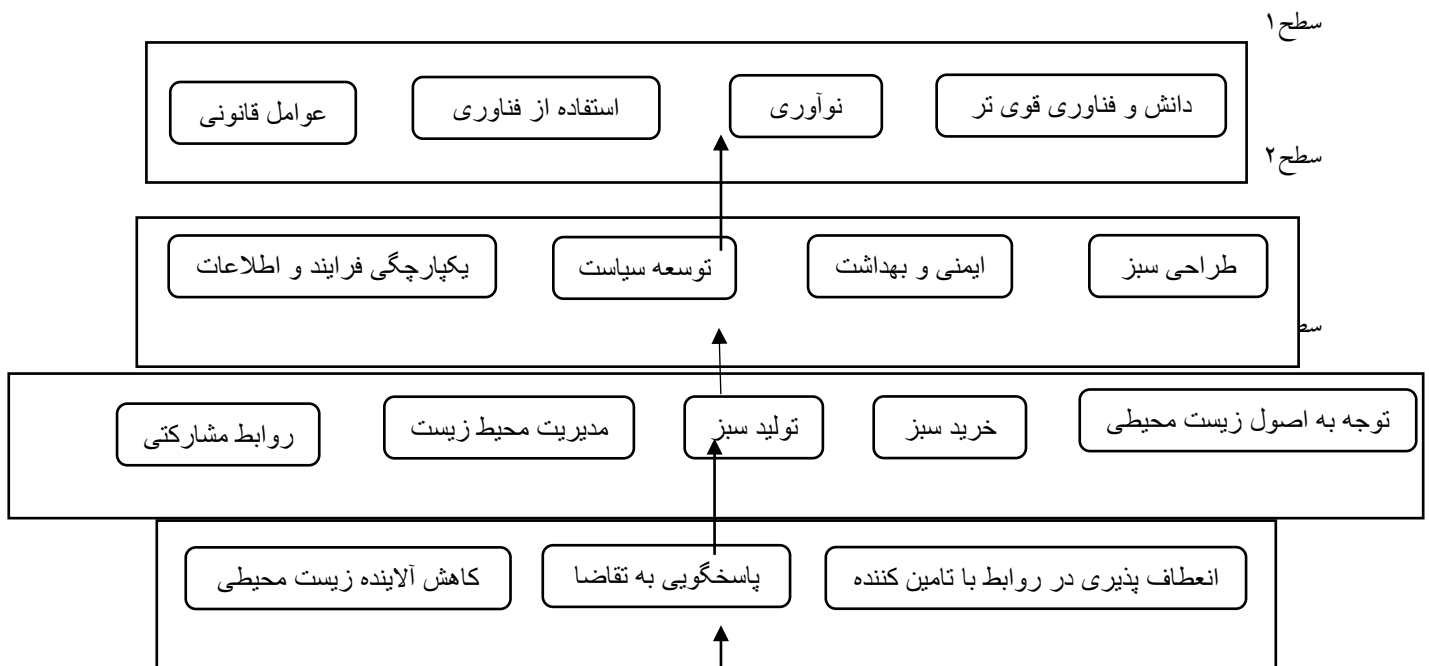 سطح۱
دانش و فناوری قوی تر
نوآوری
استفاده از فناوری
عوامل قانونی
سطح۲
طراحی سبز
ایمنی و بهداشت
توسعه سیاست
یکپارچگی فرایند و اطلاعات
توجه به اصول زیست محیطی
خرید سبز
تولید سبز
مدیریت محیط زیست
روابط مشارکتی
انعطاف پذیری در روابط با تامین کننده
پاسخگویی به تقاضا
کاهش آلاینده زیست محیطی